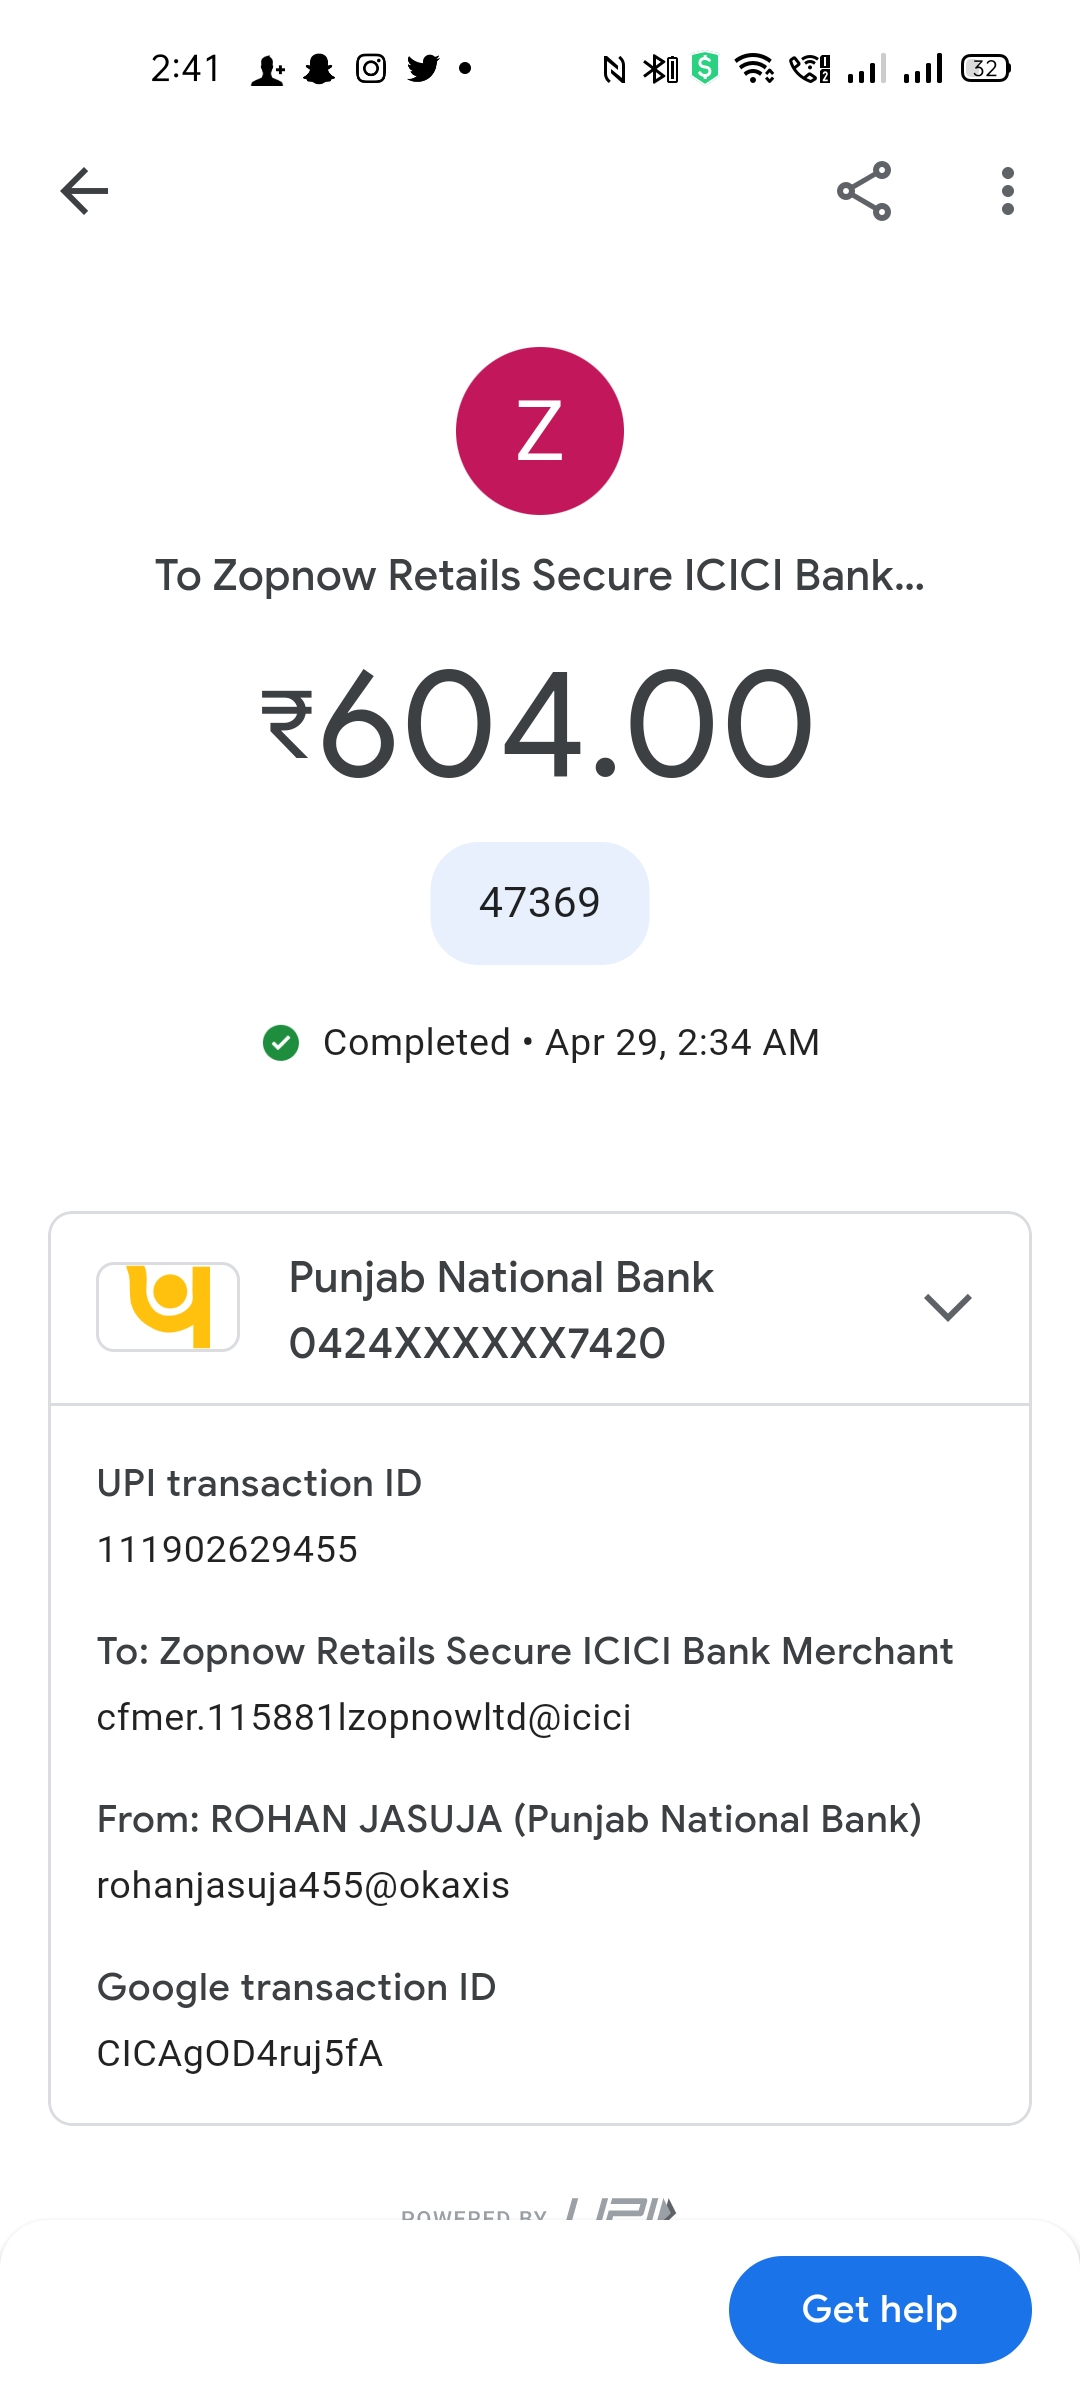 2:41
32
Z
To Zopnow Retails Secure ICICI Bank...
₹604.00
47369
Completed • Apr 29, 2:34 AM
Punjab National Bank
0424XXXXXX7420
UPI transaction ID
111902629455
To: Zopnow Retails Secure ICICI Bank Merchant
cfmer.115881lzopnowltd@icici
From: ROHAN JASUJA (Punjab National Bank)
rohanjasuja455@okaxis
Google transaction ID
CICAgOD4ruj5fA
POWERED BY UPI
Get help